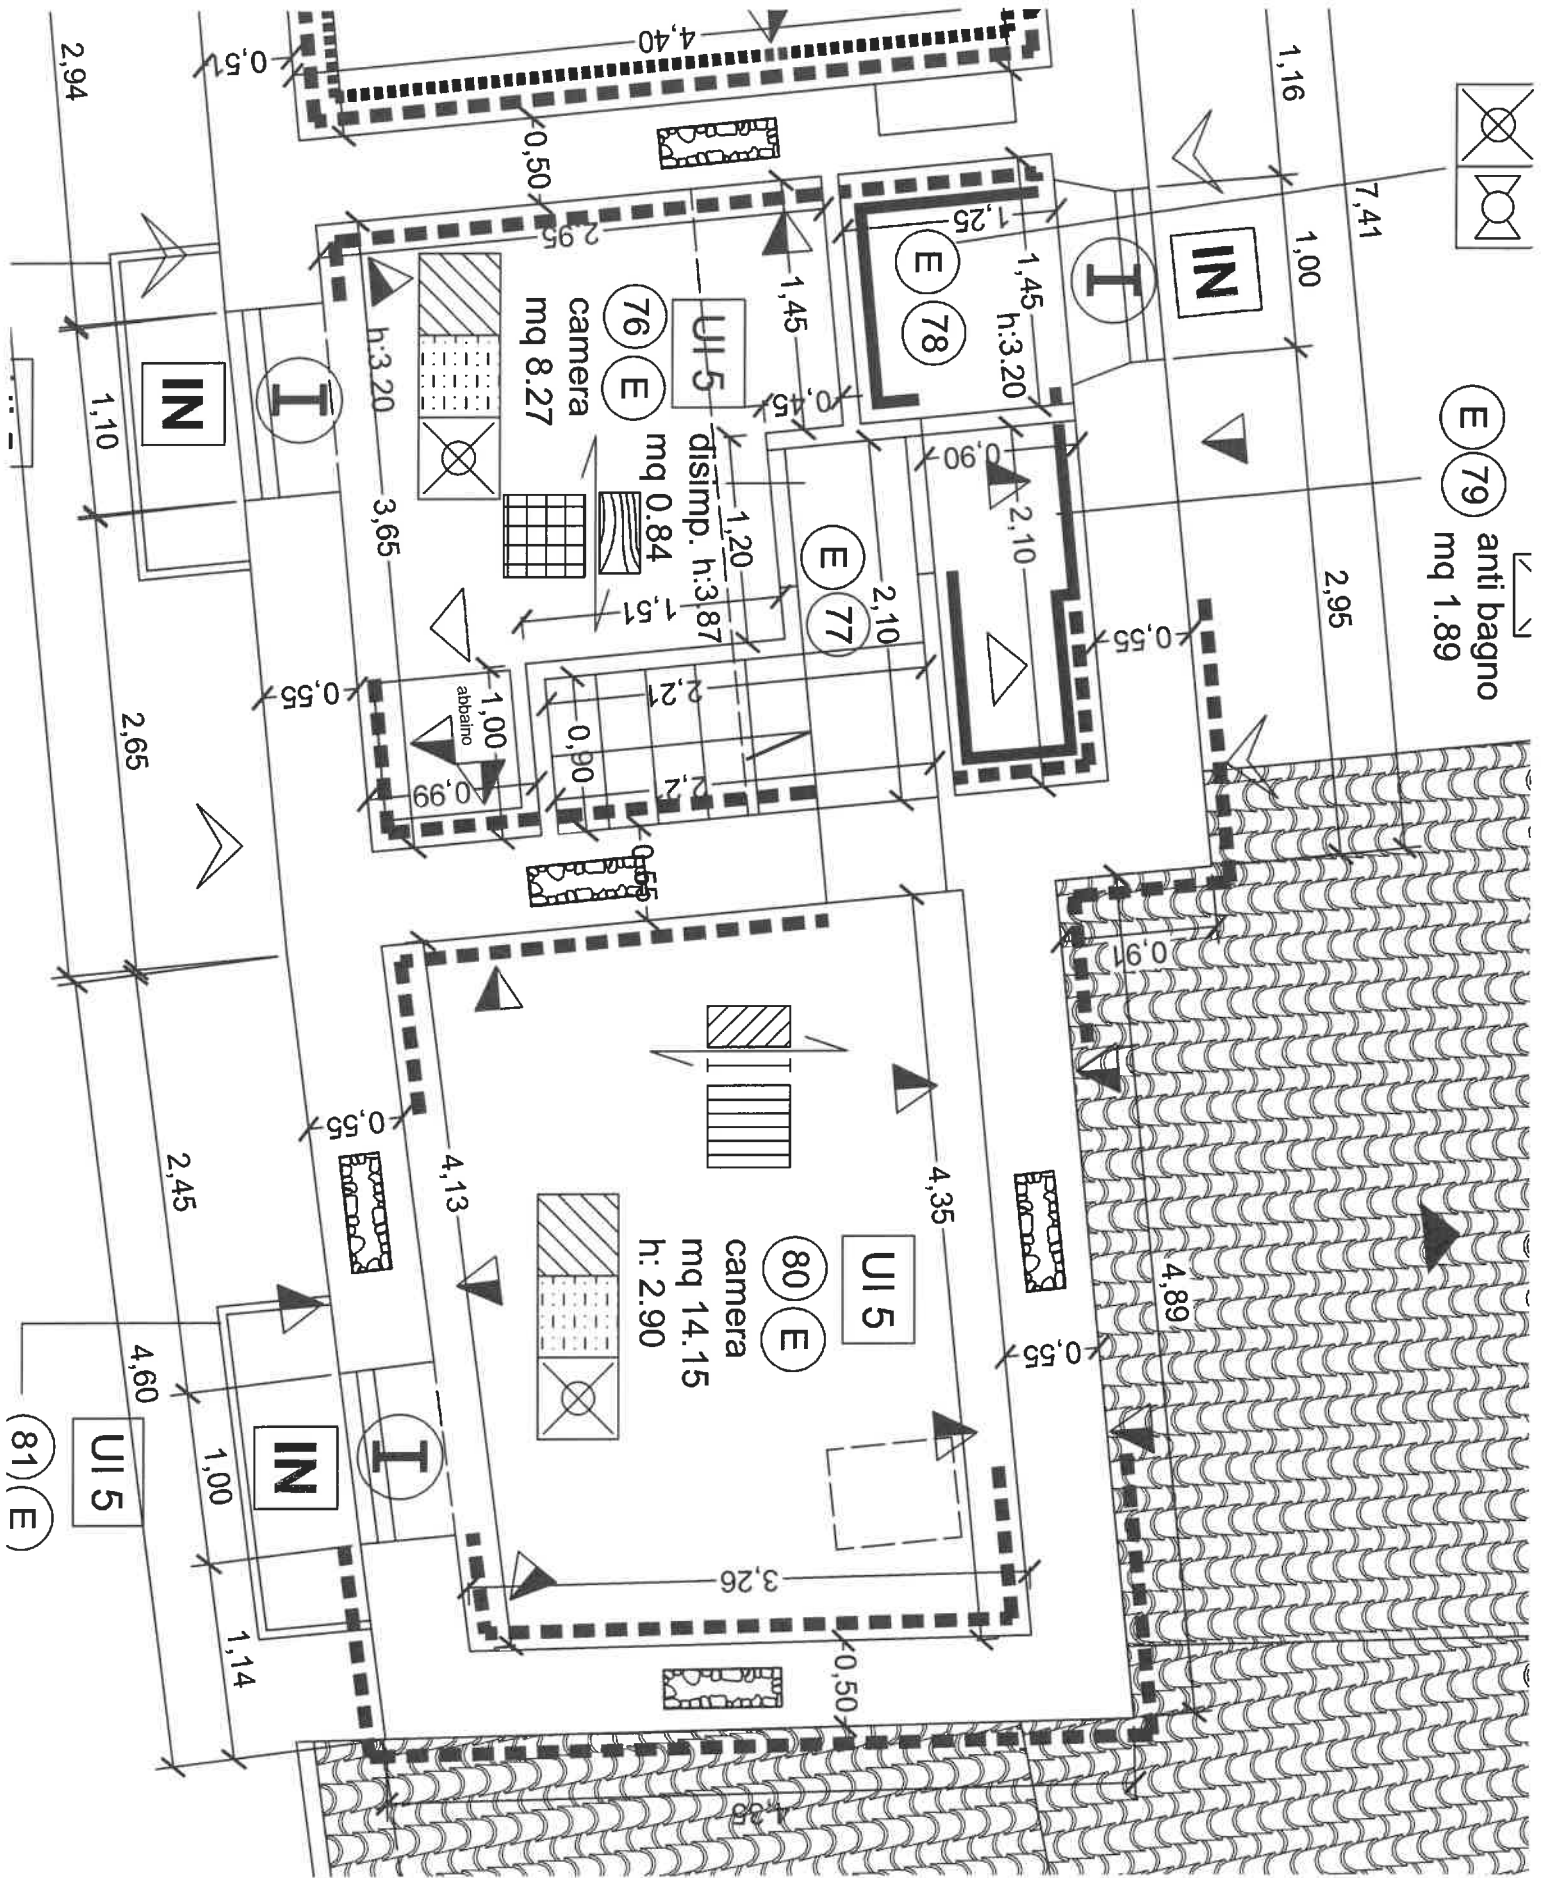 E 79 anti bagno
mq 1.89
1,16
7,41
1,00
2,95
IN
I
1,25
E 78
1,45
h:3.20
0,90
2,10
0,55
4,40
0,51
0,50
2,95
1,45
0,45
UI 5
76 E
camera
mq 8.27
disimp. h:3.87
mq 0.84
1,20
1,51
E 77
2,10
2,21
2,2
0,90
1,00
abbaino
0,99
h:3.20
3,65
0,55
0,55
2,94
1,10
2,65
IN
I
0,91
4,89
0,55
4,35
UI 5
80 E
camera
mq 14.15
h: 2.90
4,13
0,55
3,26
0,50
4,35
2,45
4,60
1,00
1,14
IN
I
UI 5
81 E